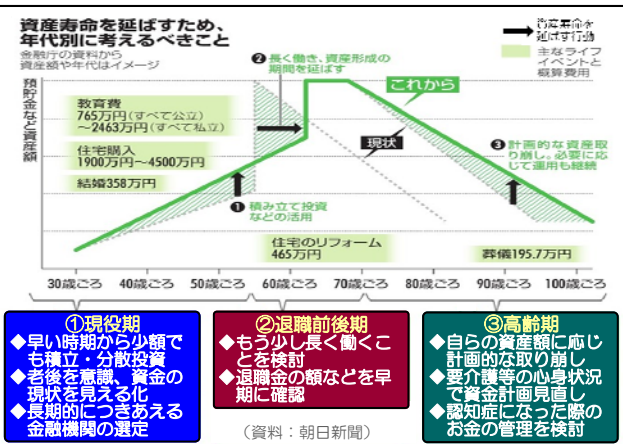 資産寿命を延ばすため、
年代別に考えるべきこと
金融庁の資料から
資産額や年代はイメージ
資産寿命を
延ばす行動
主なライフ
イベントと
概算費用
預貯金など資産額
❷長く働き、資産形成の
期間を延ばす
これから
現状
教育費
765万円(すべて公立)
～2463万円(すべて私立)
住宅購入
1900万円～4500万円
結婚358万円
❸計画的な資産取
り崩し。必要に応
じて運用も継続
❶積み立て投資
などの活用
住宅のリフォーム
465万円
葬儀195.7万円
30歳ごろ 40歳ごろ 50歳ごろ 60歳ごろ 70歳ごろ 80歳ごろ 90歳ごろ 100歳ごろ
①現役期
◆早い時期から少額で
も積立・分散投資
◆老後を意識、資金の
現状を見える化
◆長期的につきあえる
金融機関の選定
②退職前後期
◆もう少し長く働くこ
とを検討
◆退職金の額などを早
期に確認
③高齢期
◆自らの資産額に応じ
計画的な取り崩し
◆要介護等の心身状況
で資金計画見直し
◆認知症になった際の
お金の管理を検討
（資料：朝日新聞）